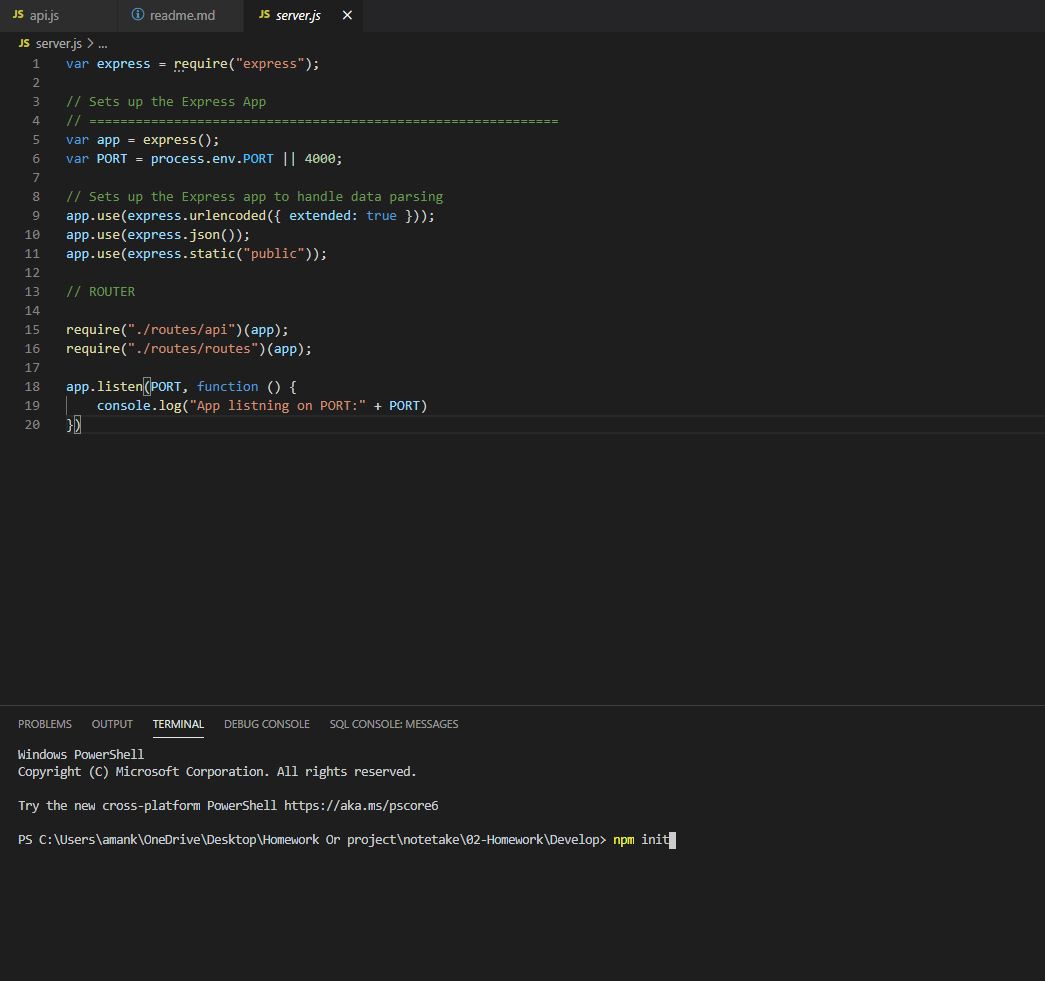 JS api.js ⓘ readme.md JS server.js ×
JS server.js > ...
1 var express = require("express");
2
3 // Sets up the Express App
4 // =============================================================
5 var app = express();
6 var PORT = process.env.PORT || 4000;
7
8 // Sets up the Express app to handle data parsing
9 app.use(express.urlencoded({ extended: true }));
10 app.use(express.json());
11 app.use(express.static("public"));
12
13 // ROUTER
14
15 require("./routes/api")(app);
16 require("./routes/routes")(app);
17
18 app.listen(PORT, function () {
19     console.log("App listning on PORT:" + PORT)
20 })
PROBLEMS OUTPUT TERMINAL DEBUG CONSOLE SQL CONSOLE: MESSAGES
Windows PowerShell
Copyright (C) Microsoft Corporation. All rights reserved.
Try the new cross-platform PowerShell https://aka.ms/pscore6
PS C:\Users\amank\OneDrive\Desktop\Homework Or project\notetake\02-Homework\Develop> npm init